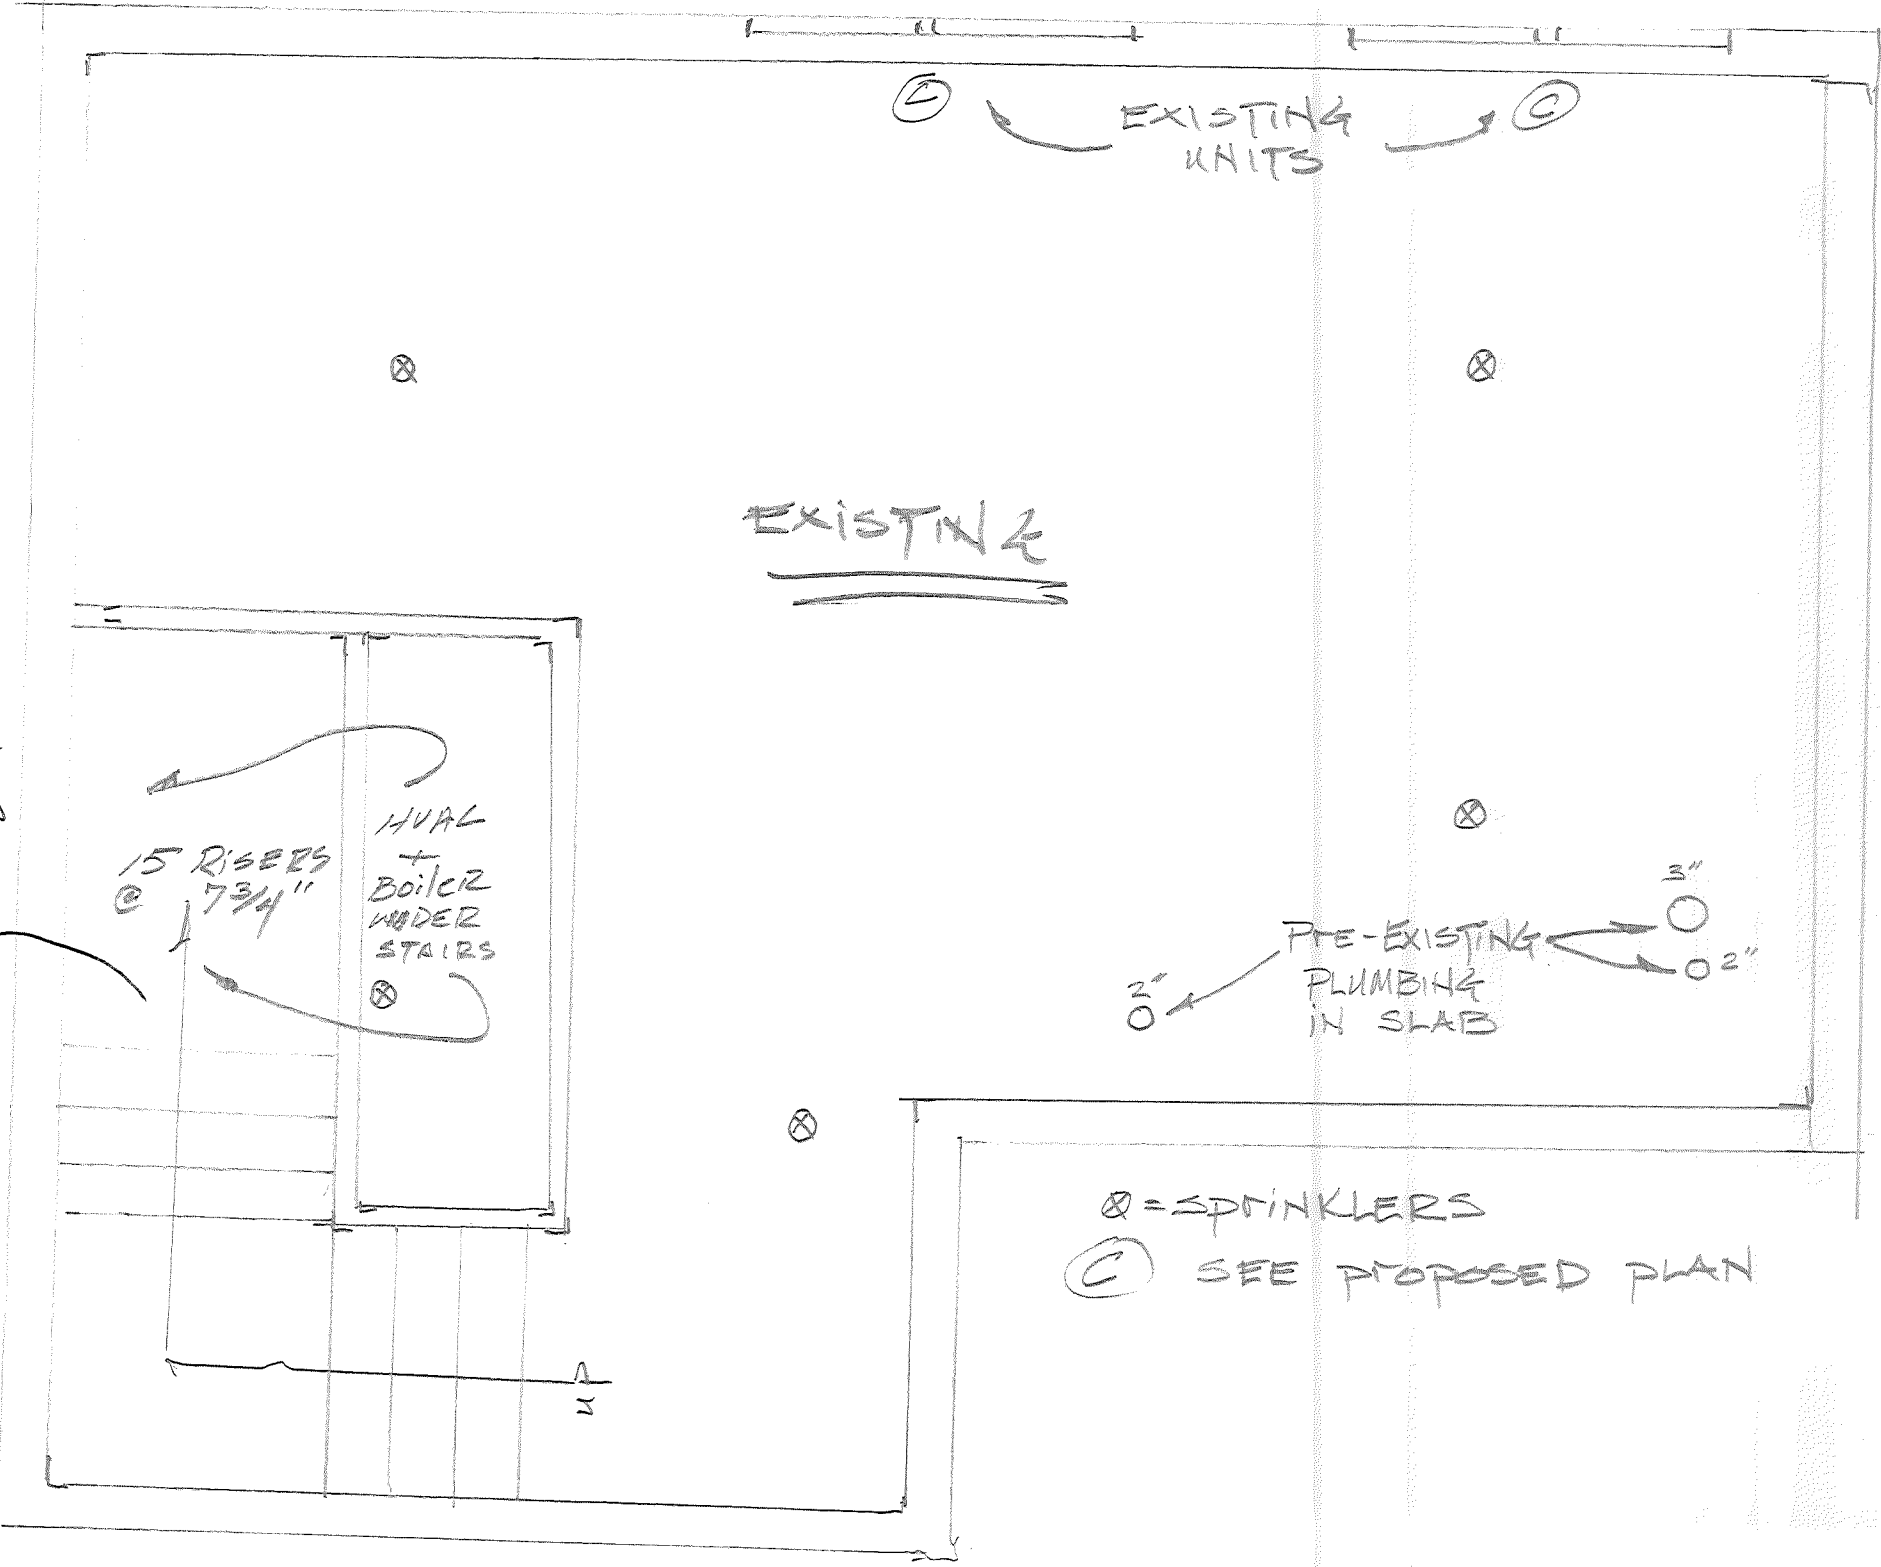 C
EXISTING
UNITS
C
EXISTING
HVAC
+
BoileR
UNDER
STAIRS
15 RISERS
@ 7 3/4"
3"
PrE-EXISTING
PLUMBING
IN SLAB
2"
2"
⊗ = SPrINKLERS
C SEE proposED pLAN